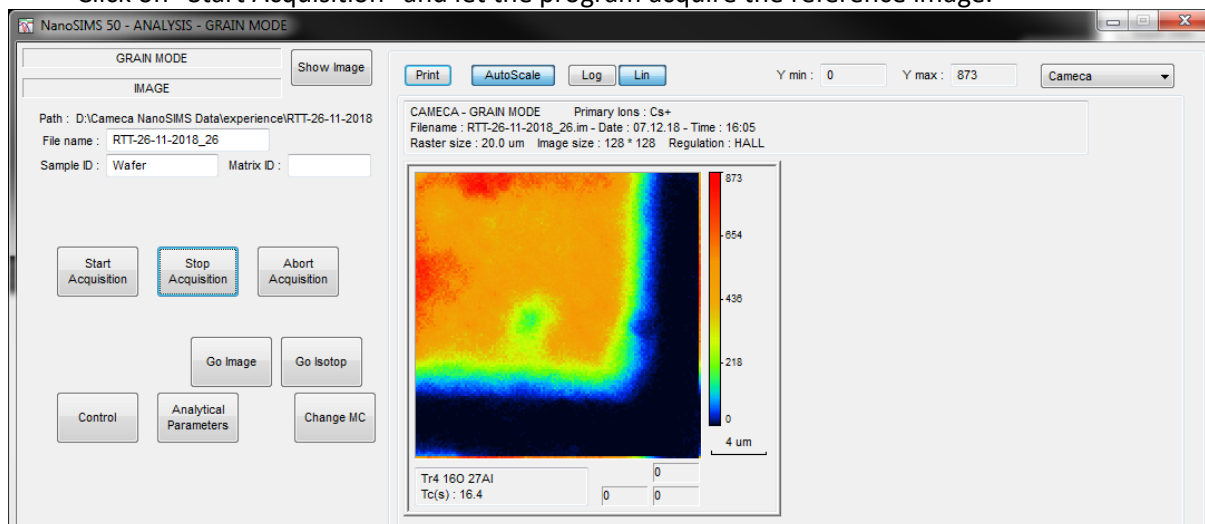 Click on "Start Acquisition" and let the program acquire the reference image.
NanoSIMS 50 - ANALYSIS - GRAIN MODE
GRAIN MODE
IMAGE
Show Image
Path : D:\Cameca NanoSIMS Data\experience\RTT-26-11-2018
File name : RTT-26-11-2018_26
Sample ID : Wafer Matrix ID :
Start Acquisition
Stop Acquisition
Abort Acquisition
Go Image
Go Isotop
Control
Analytical Parameters
Change MC
Print AutoScale Log Lin Y min : 0 Y max : 873 Cameca
CAMECA - GRAIN MODE Primary Ions : Cs+
Filename : RTT-26-11-2018_26.im - Date : 07.12.18 - Time : 16:05
Raster size : 20.0 um Image size : 128 * 128 Regulation : HALL
873
654
436
218
0
4 um
Tr4 16O 27Al
Tc(s) : 16.4
0
0 0